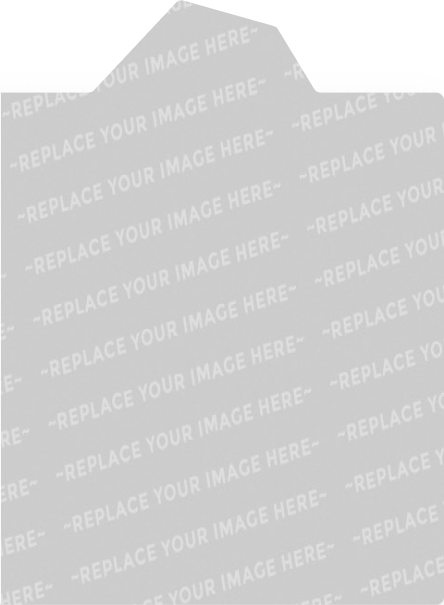 ~REPLACE YOUR IMAGE HERE~
~REPLACE YOUR IMAGE HERE~ ~REPLACE YOU
~REPLACE YOUR IMAGE HERE~ ~REPLACE YOUR
~REPLACE YOUR IMAGE HERE~ ~REPLACE YOUR
~REPLACE YOUR IMAGE HERE~ ~REPLACE YOUR
~REPLACE YOUR IMAGE HERE~ ~REPLACE YOU
RE~ ~REPLACE YOUR IMAGE HERE~ ~REPLACE YO
ERE~ ~REPLACE YOUR IMAGE HERE~ ~REPLACE YO
HERE~ ~REPLACE YOUR IMAGE HERE~ ~REPLACE Y
HERE~ ~REPLACE YOUR IMAGE HERE~ ~REPLACE
CE YOUR IMAGE HERE~ ~REPLACE